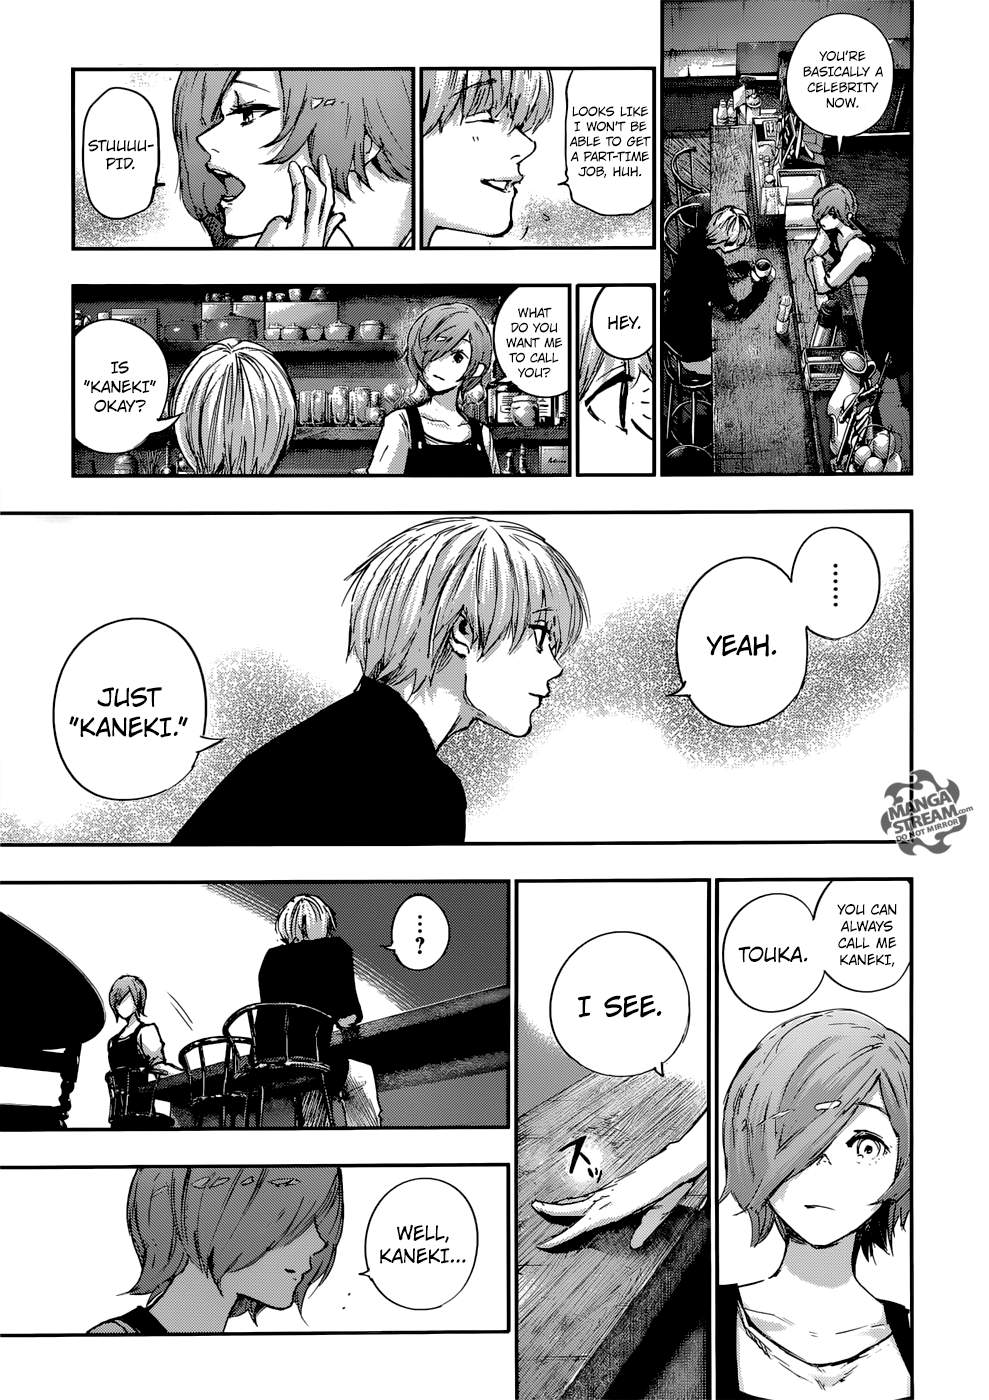 YOU'RE
BASICALLY A
CELEBRITY
NOW.
LOOKS LIKE
I WON'T BE
ABLE TO GET
A PART-TIME
JOB, HUH.
STUUUU-
PID.
HEY.
WHAT
DO YOU
WANT ME
TO CALL
YOU?
IS
"KANEKI"
OKAY?
......
YEAH.
JUST
"KANEKI."
YOU CAN
ALWAYS
CALL ME
KANEKI,
TOUKA.
I SEE.
スッ
...?
WELL,
KANEKI...
MANGA
STREAM.com
DO NOT MIRROR